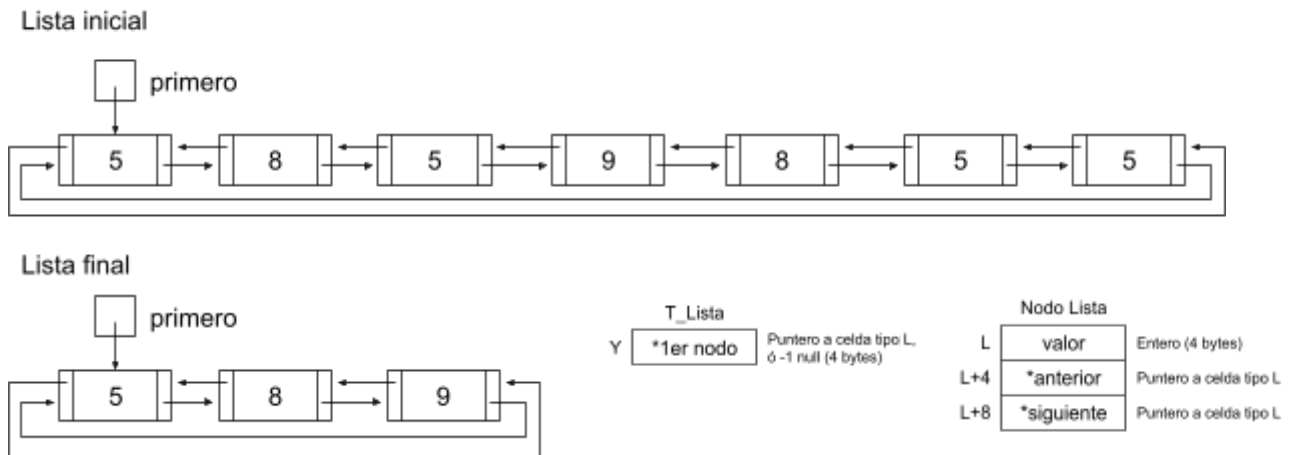 Lista inicial
primero
5 8 5 9 8 5 5
Lista final
primero
5 8 9
T_Lista
Y *1er nodo Puntero a celda tipo L,
ó -1 null (4 bytes)
Nodo Lista
L valor Entero (4 bytes)
L+4 *anterior Puntero a celda tipo L
L+8 *siguiente Puntero a celda tipo L